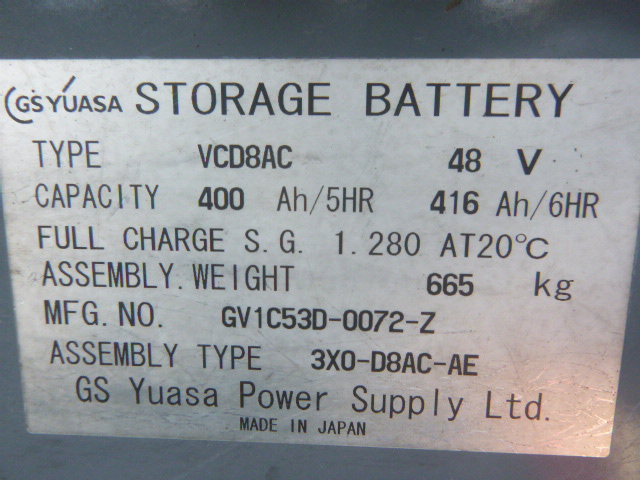 GS YUASA STORAGE BATTERY
TYPE VCD8AC 48 V
CAPACITY 400 Ah/5HR 416 Ah/6HR
FULL CHARGE S.G. 1.280 AT20℃
ASSEMBLY.WEIGHT 665 kg
MFG.NO. GV1C53D-0072-Z
ASSEMBLY TYPE 3X0-D8AC-AE
GS Yuasa Power Supply Ltd.
MADE IN JAPAN